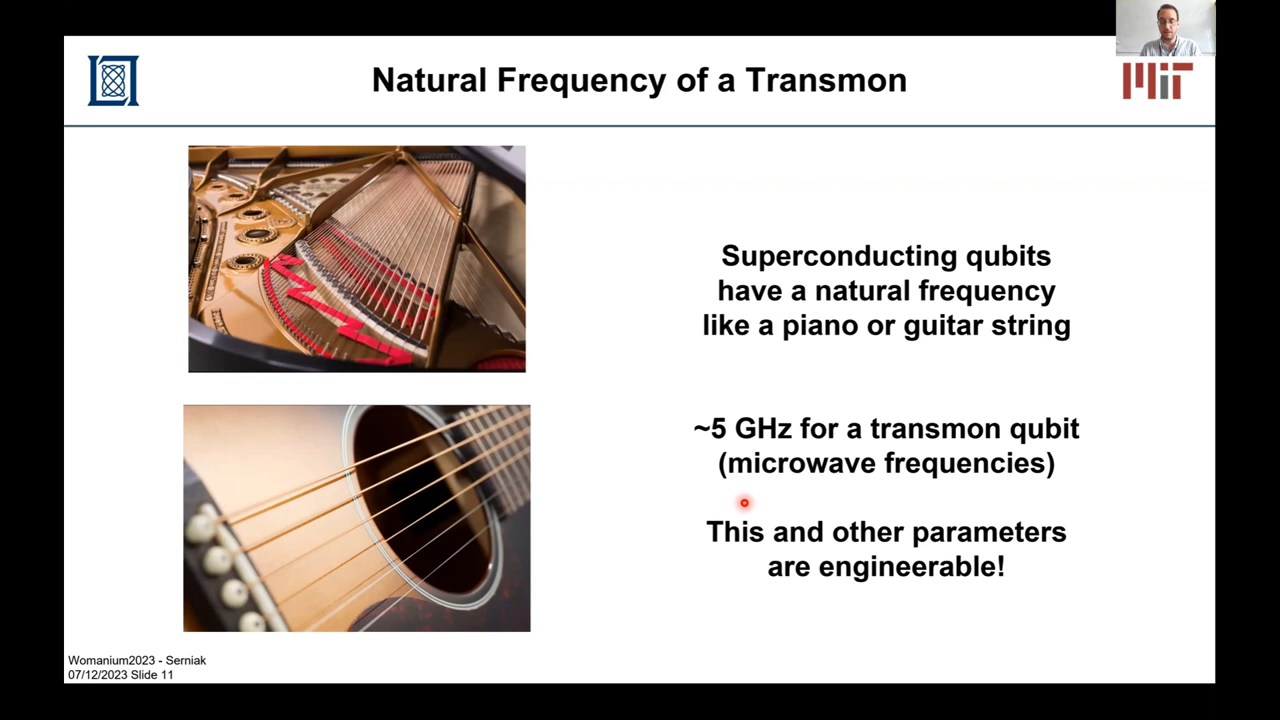 Natural Frequency of a Transmon
MIT
Superconducting qubits
have a natural frequency
like a piano or guitar string
~5 GHz for a transmon qubit
(microwave frequencies)
This and other parameters
are engineerable!
Womanium2023 - Serniak
07/12/2023 Slide 11